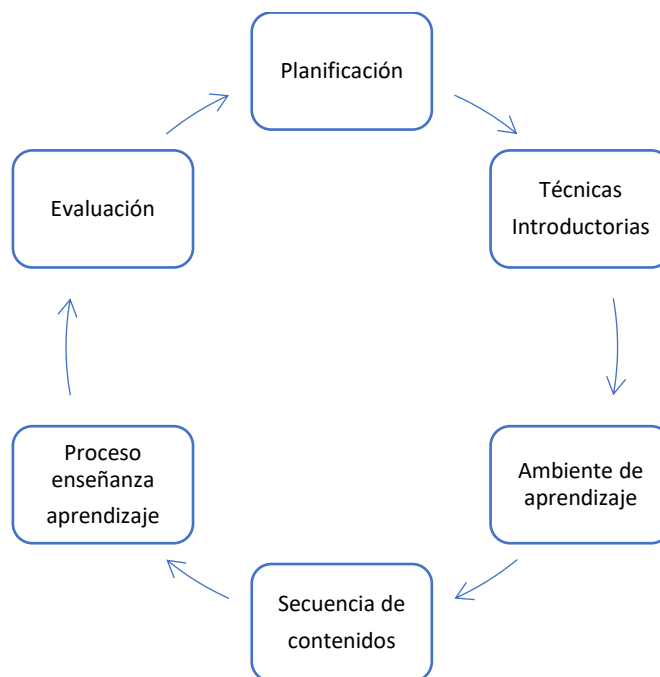 Planificación
Técnicas
Introductorias
Ambiente de
aprendizaje
Secuencia de
contenidos
Proceso
enseñanza
aprendizaje
Evaluación